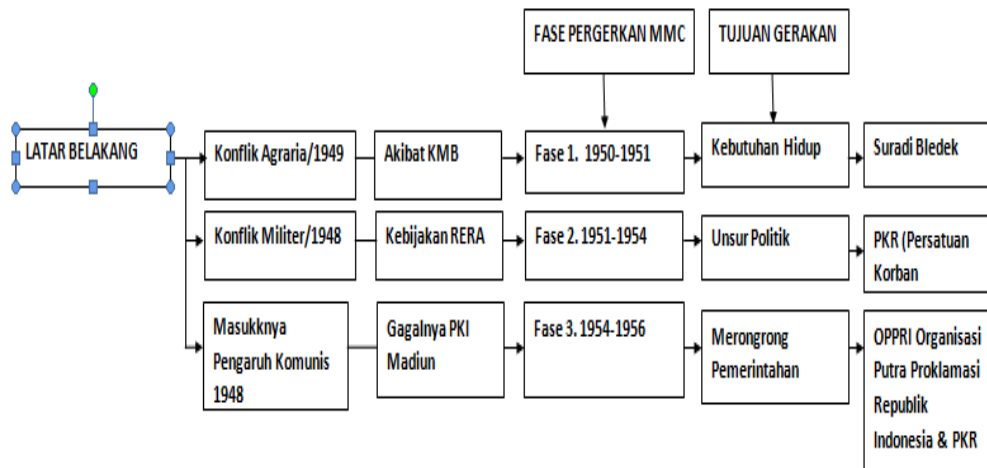 FASE PERGERKAN MMC
TUJUAN GERAKAN
LATAR BELAKANG
Konflik Agraria/1949
Akibat KMB
Fase 1. 1950-1951
Kebutuhan Hidup
Suradi Bledek
Konflik Militer/1948
Kebijakan RERA
Fase 2. 1951-1954
Unsur Politik
PKR (Persatuan
Korban
Masukknya
Pengaruh Komunis
1948
Gagalnya PKI
Madiun
Fase 3. 1954-1956
Merongrong
Pemerintahan
OPPRI Organisasi
Putra Proklamasi
Republik
Indonesia & PKR